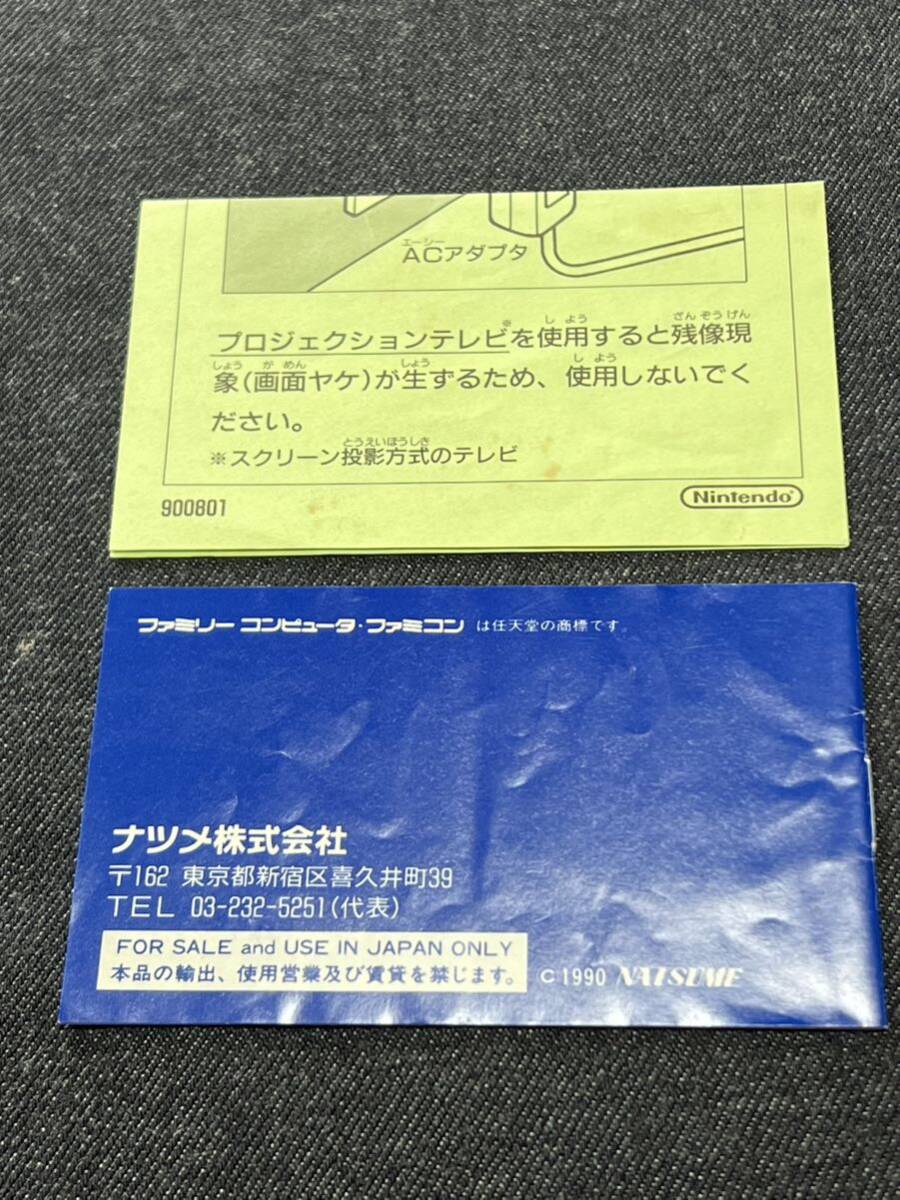 エーシー
ACアダプタ
し よう ざん ぞう げん
プロジェクションテレビ※を使用すると残像現
しょう が めん しょう し よう
象(画面ヤケ)が生ずるため、使用しないでく
ださい。
とうえいほうしき
※スクリーン投影方式のテレビ
900801
Nintendo
ファミリーコンピュータ・ファミコン は任天堂の商標です。
ナツメ株式会社
〒162 東京都新宿区喜久井町39
TEL 03-232-5251(代表)
FOR SALE and USE IN JAPAN ONLY
本品の輸出、使用営業及び賃貸を禁じます。
C 1990 NATSUME